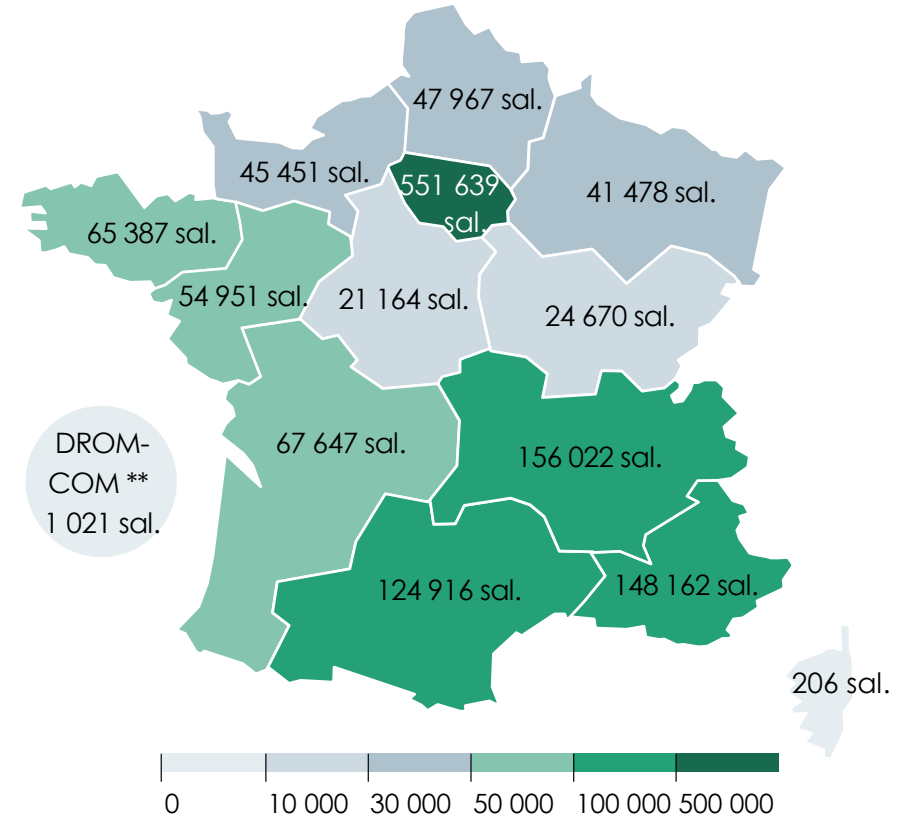 47 967 sal.
45 451 sal.
551 639
sal.
41 478 sal.
65 387 sal.
54 951 sal.
21 164 sal.
24 670 sal.
DROM-
COM **
1 021 sal.
67 647 sal.
156 022 sal.
124 916 sal.
148 162 sal.
206 sal.
0 10 000 30 000 50 000 100 000 500 000